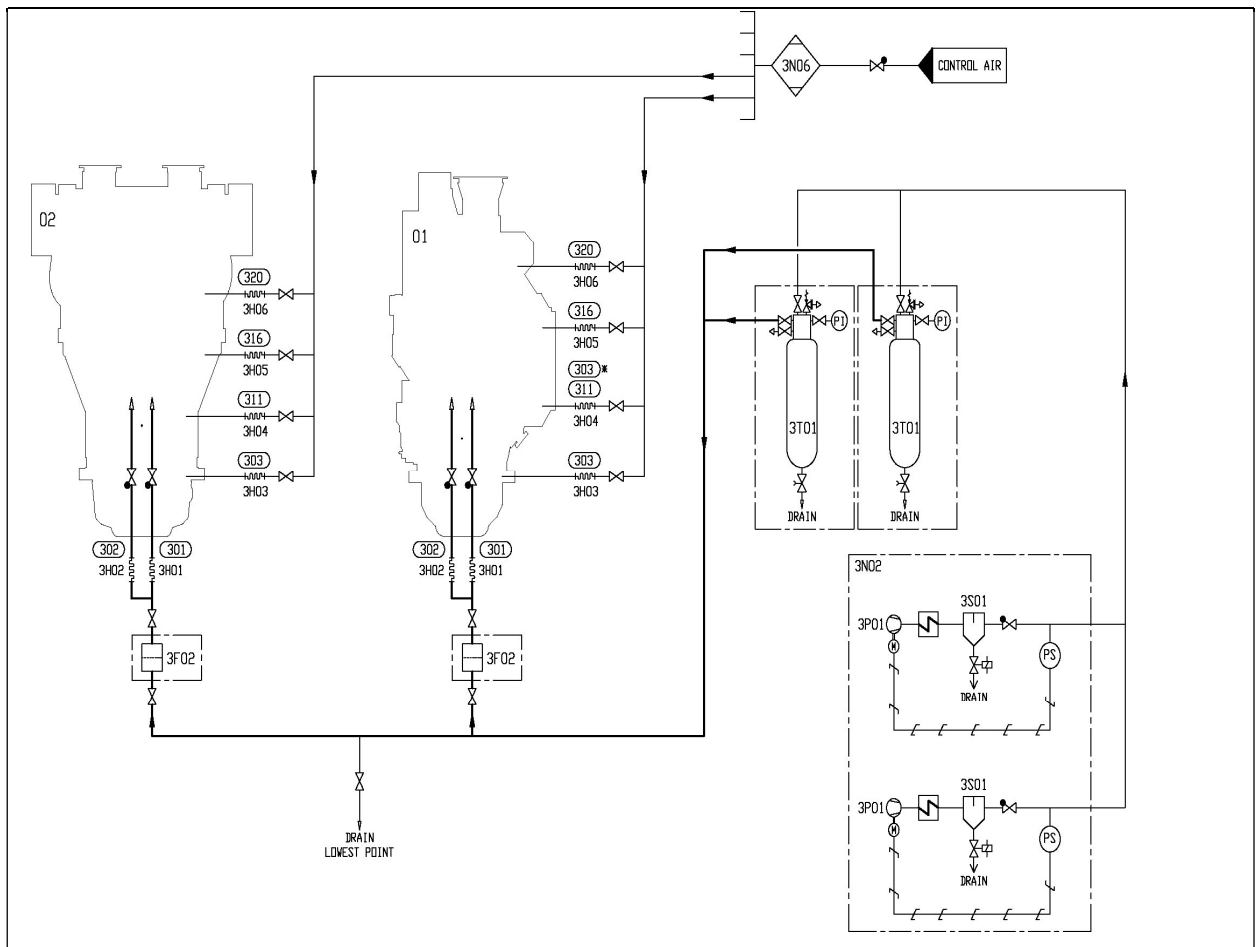 3N06
CONTROL AIR
02
01
320
3H06
316
3H05
311
3H04
303
3H03
320
3H06
316
3H05
303*
311
3H04
303
3H03
PI
PI
3T01
3T01
DRAIN
DRAIN
302
301
3H02
3H01
302
301
3H02
3H01
3F02
3F02
3N02
3S01
3P01
M
PS
DRAIN
3S01
3P01
M
PS
DRAIN
DRAIN
LOWEST POINT